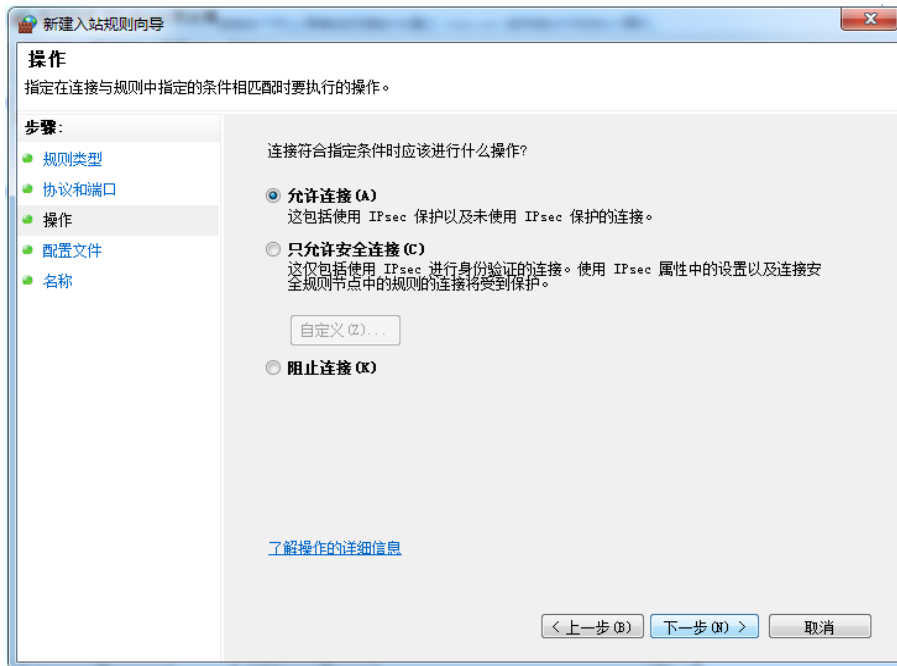 新建入站规则向导
操作
指定在连接与规则中指定的条件相匹配时要执行的操作。
步骤:
规则类型
协议和端口
操作
配置文件
名称
连接符合指定条件时应该进行什么操作?
允许连接(A)
这包括使用 IPsec 保护以及未使用 IPsec 保护的连接。
只允许安全连接(C)
这仅包括使用 IPsec 进行身份验证的连接。使用 IPsec 属性中的设置以及连接安
全规则节点中的规则的连接将受到保护。
自定义(Z)...
阻止连接(K)
了解操作的详细信息
< 上一步(B)
下一步(N) >
取消